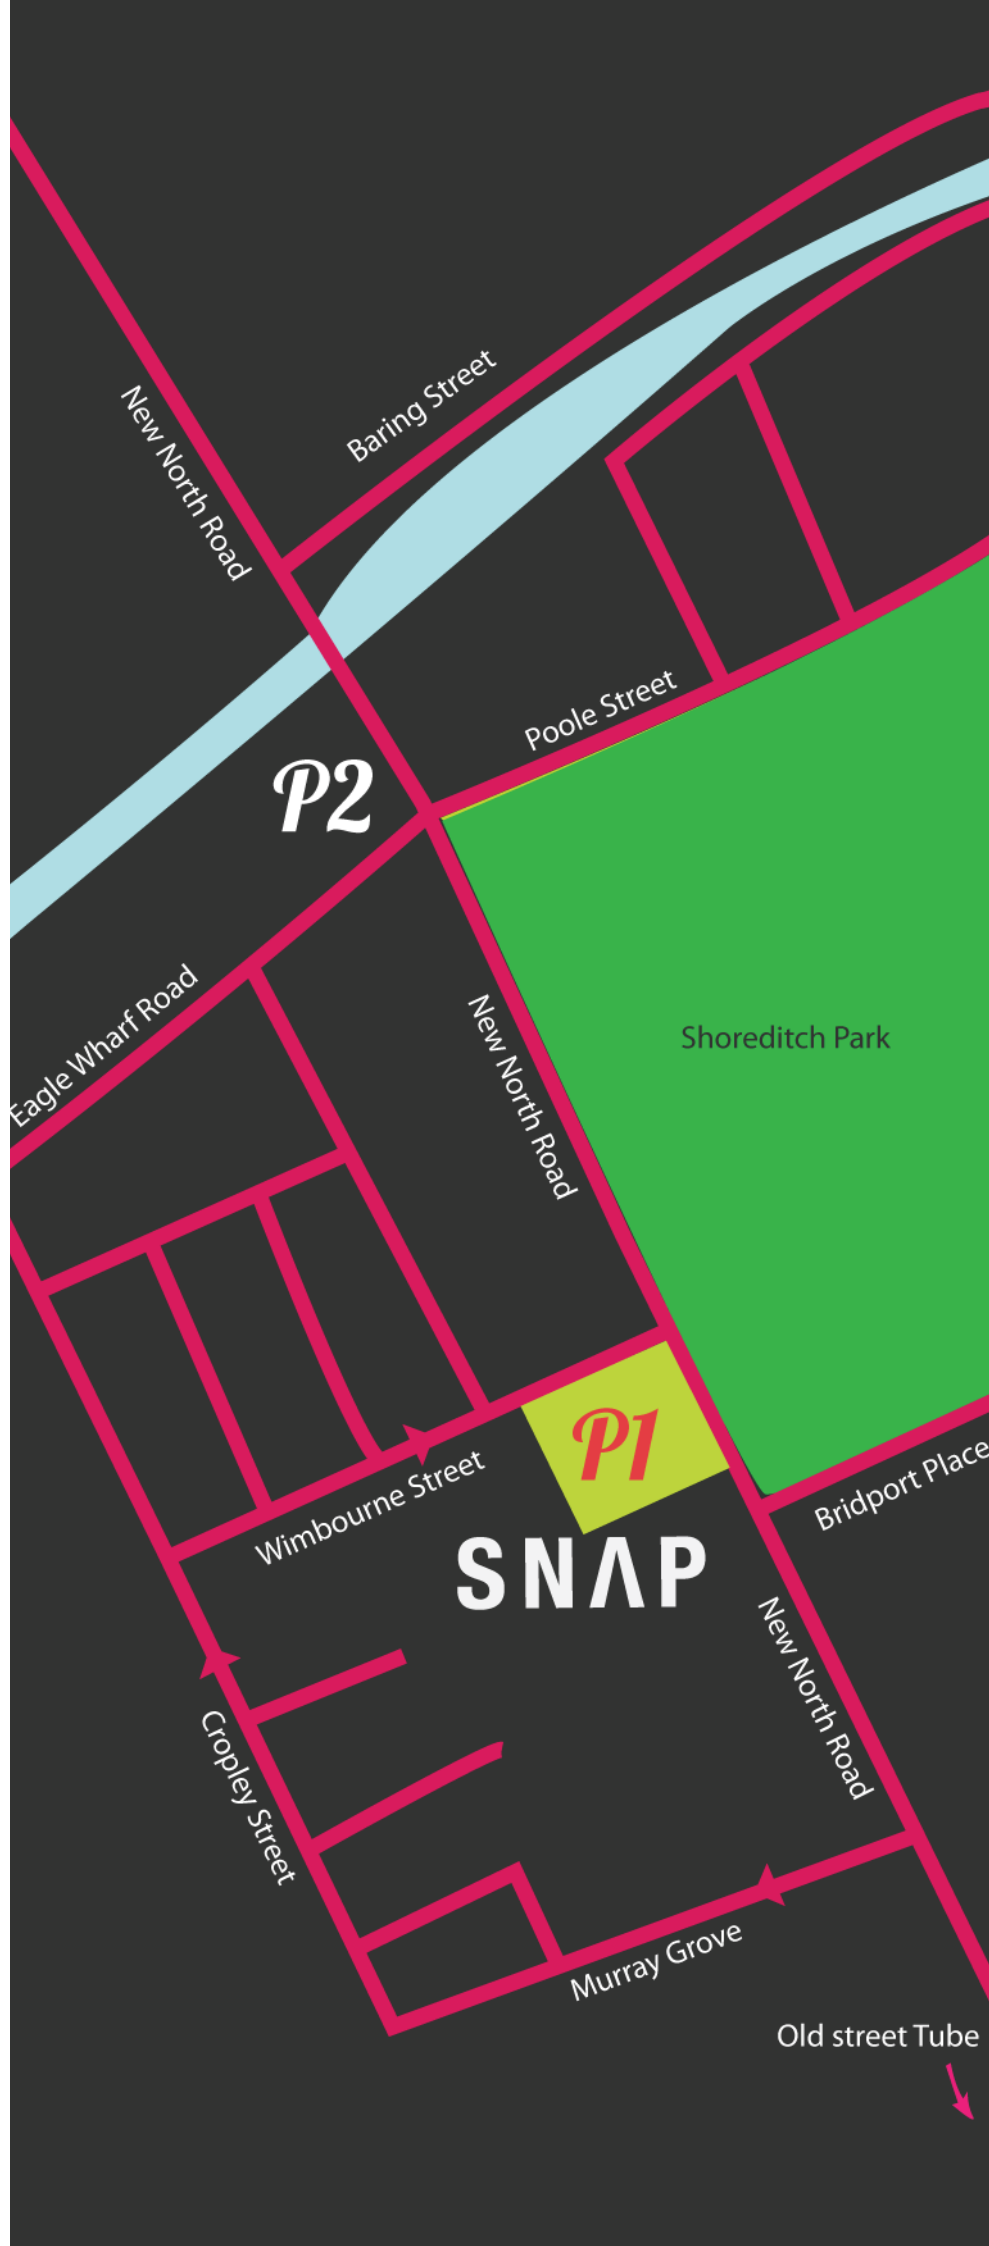 Baring Street
New North Road
Poole Street
P2
Eagle Wharf Road
New North Road
Shoreditch Park
P1
Wimbourne Street
Bridport Place
SNAP
New North Road
Cropley Street
Murray Grove
Old street Tube